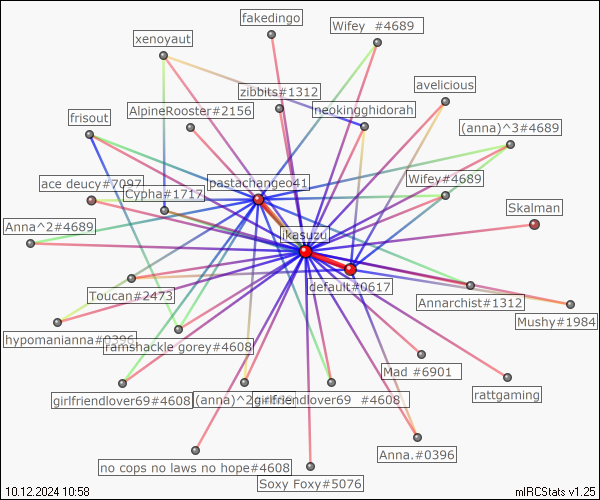 fakedingo
Wifey  #4689
xenoyaut
avelicious
zibbits#1312
AlpineRooster#2156
neokingghidorah
frisout
(anna)^3#4689
ace deucy#7097
pastachangeo41
Wifey#4689
Cypha#1717
Skalman
Anna^2#4689
ikasuzu
default#0617
Toucan#2473
Annarchist#1312
Mushy#1984
hypomanianna#0396
ramshackle gorey#4608
Mad #6901
rattgaming
girlfriendlover69#4608
(anna)^2
girlfriendlover69  #4608
Anna.#0396
no cops no laws no hope#4608
Soxy Foxy#5076
10.12.2024 10:58
mIRCStats v1.25